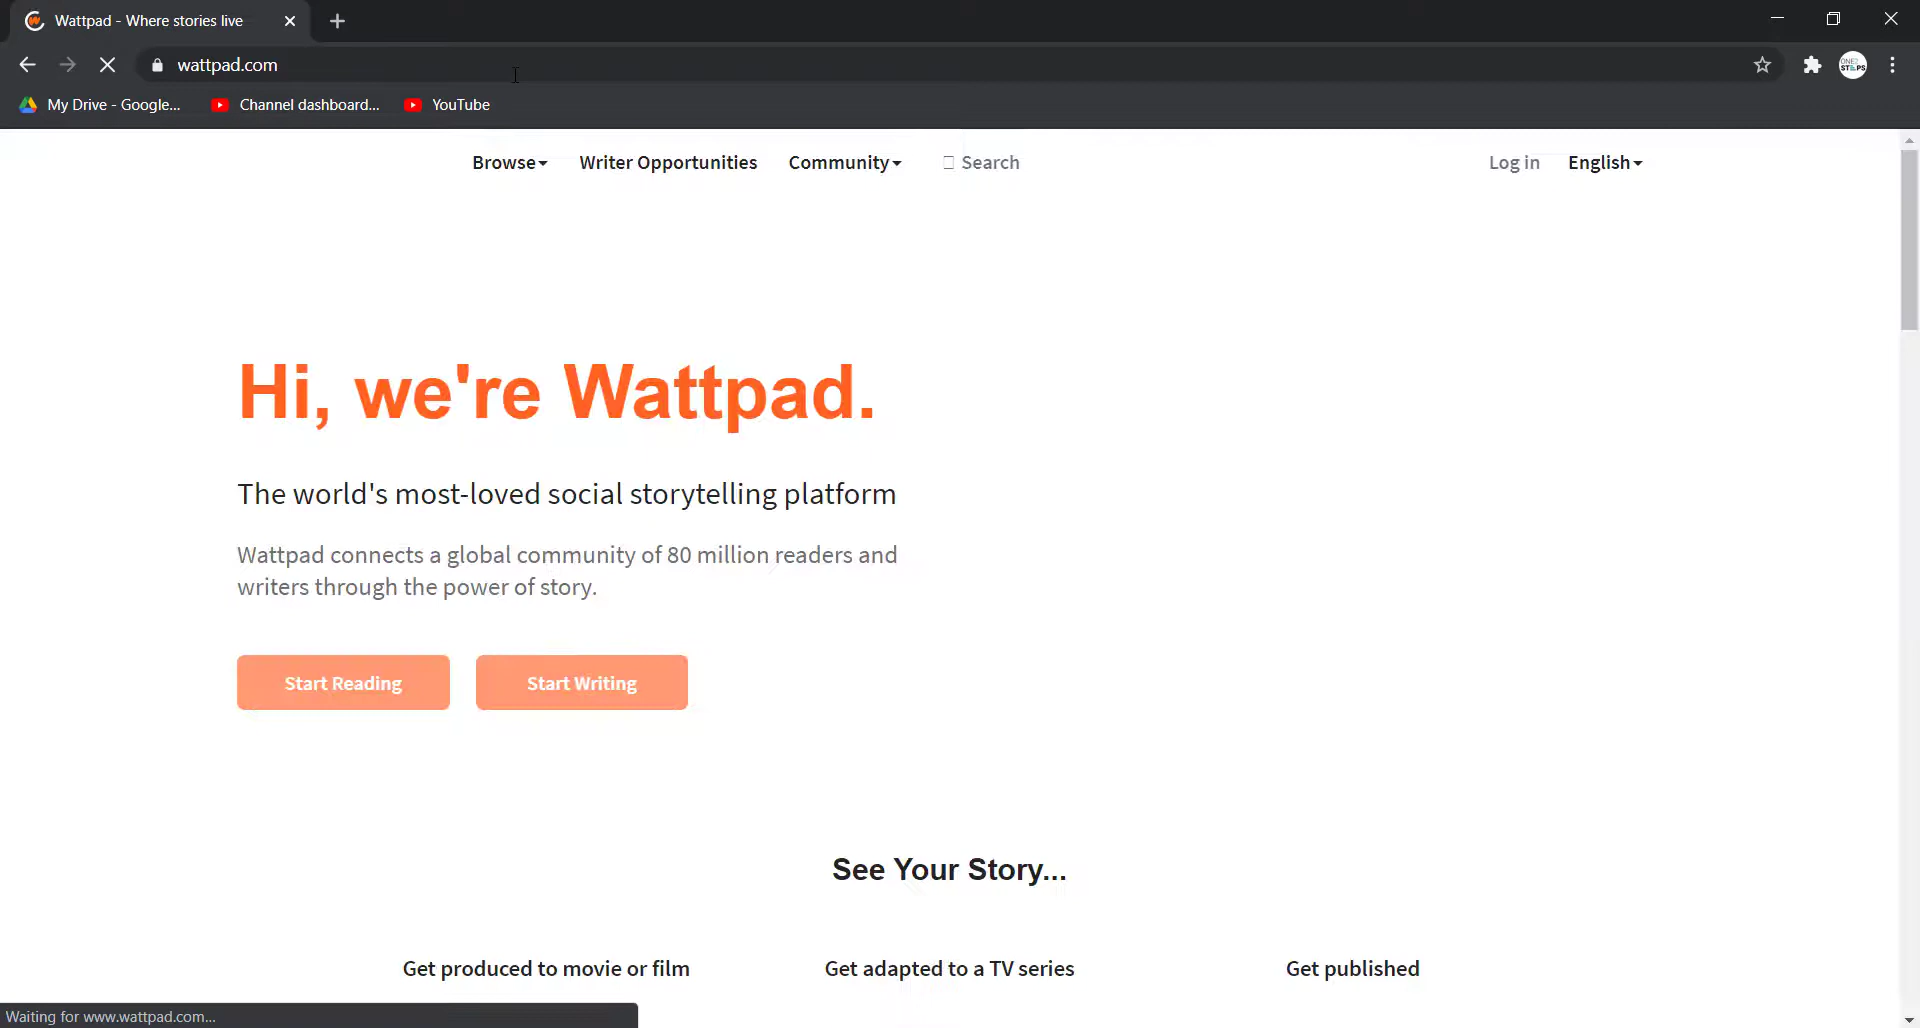 Wattpad - Where stories live
wattpad.com
ONE2
STEPS
My Drive - Google...
Channel dashboard...
YouTube
Browse
Writer Opportunities
Community
Search
Log in
English
Hi, we're Wattpad.
The world's most-loved social storytelling platform
Wattpad connects a global community of 80 million readers and
writers through the power of story.
Start Reading
Start Writing
See Your Story...
Get produced to movie or film
Get adapted to a TV series
Get published
Waiting for www.wattpad.com...